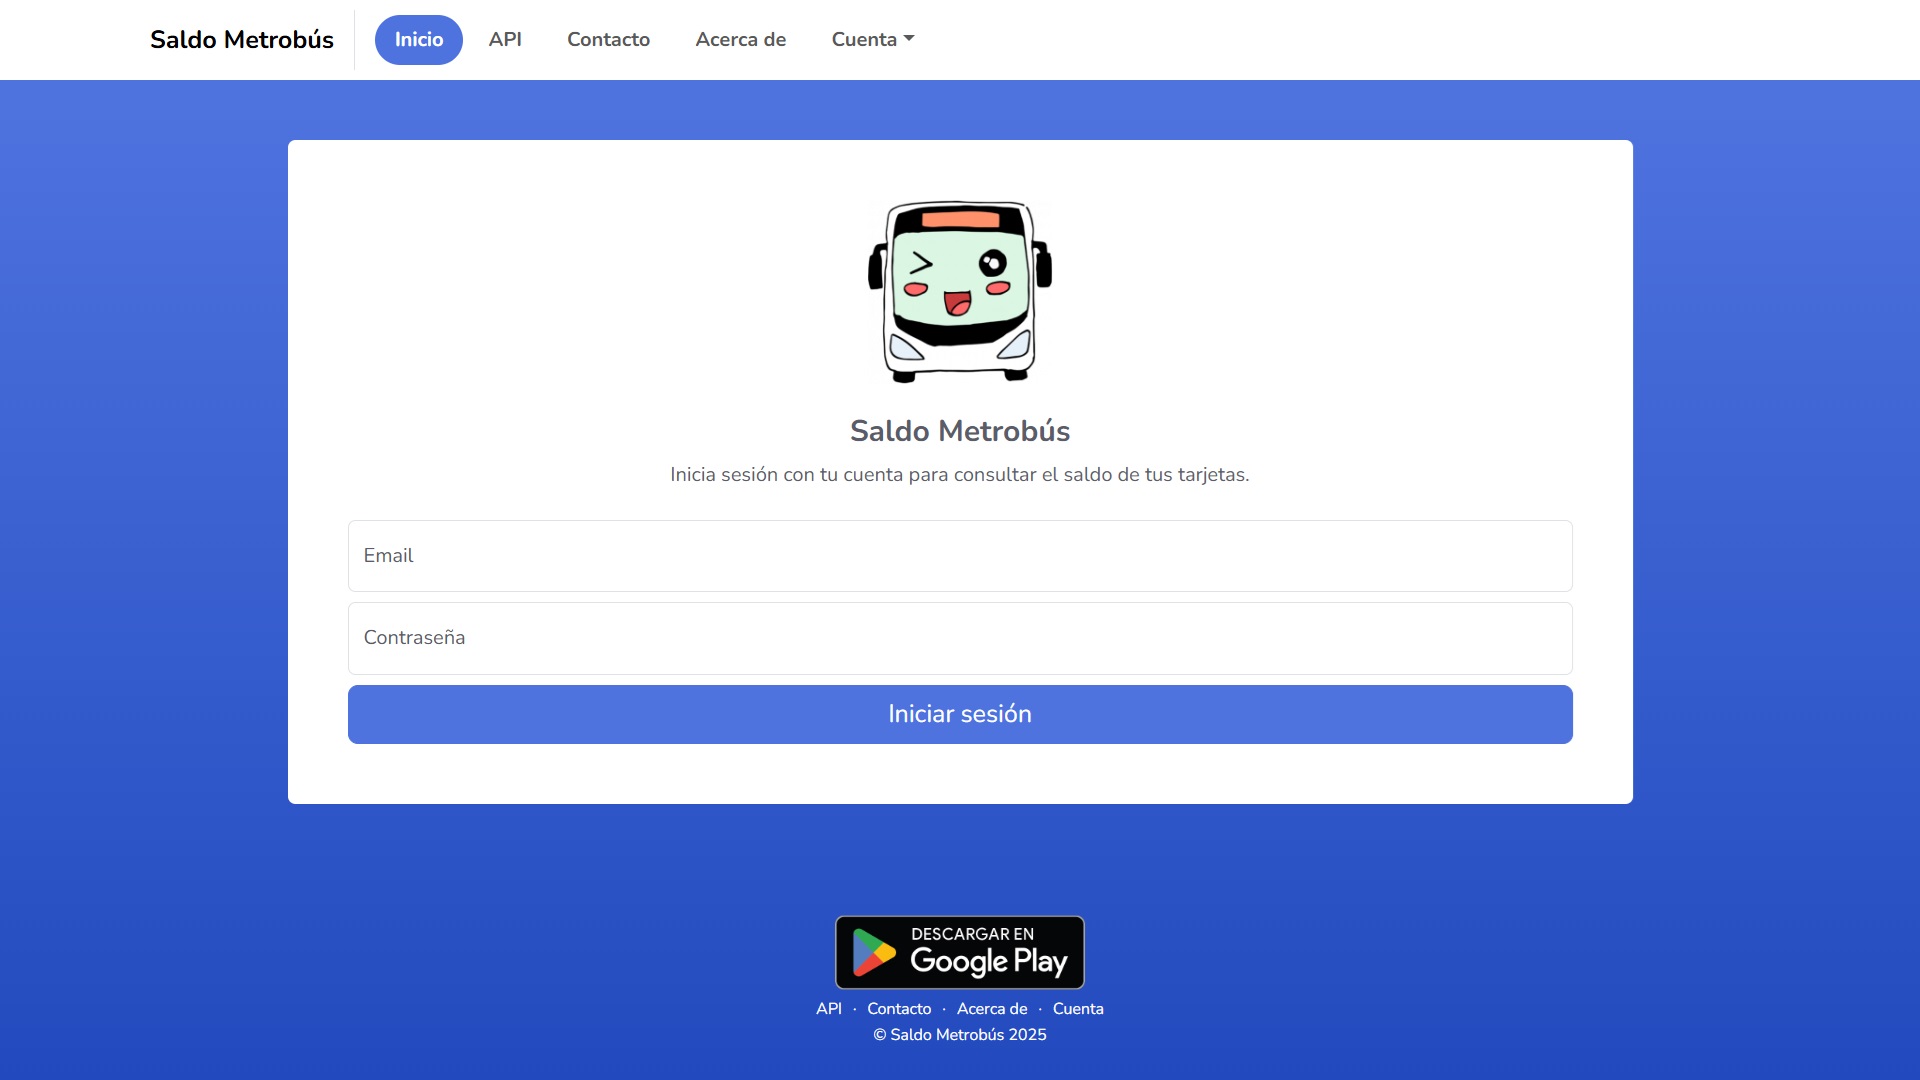 Saldo Metrobús
Inicio
API
Contacto
Acerca de
Cuenta
Saldo Metrobús
Inicia sesión con tu cuenta para consultar el saldo de tus tarjetas.
Email
Contraseña
Iniciar sesión
DESCARGAR EN
Google Play
API · Contacto · Acerca de · Cuenta
© Saldo Metrobús 2025